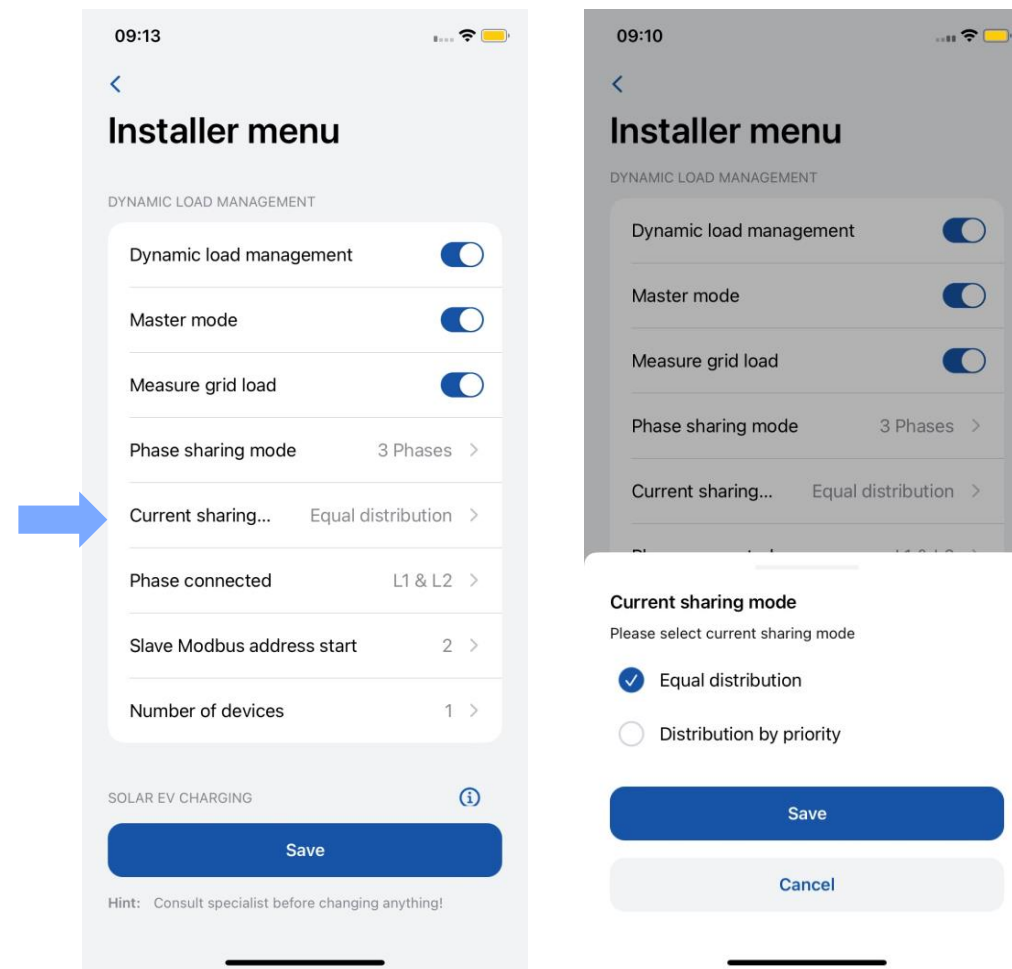 09:13
Installer menu
DYNAMIC LOAD MANAGEMENT
Dynamic load management
Master mode
Measure grid load
Phase sharing mode 3 Phases
Current sharing... Equal distribution
Phase connected L1 & L2
Slave Modbus address start 2
Number of devices 1
SOLAR EV CHARGING
Save
Hint: Consult specialist before changing anything!
09:10
Installer menu
DYNAMIC LOAD MANAGEMENT
Dynamic load management
Master mode
Measure grid load
Phase sharing mode 3 Phases
Current sharing... Equal distribution
Current sharing mode
Please select current sharing mode
Equal distribution
Distribution by priority
Save
Cancel